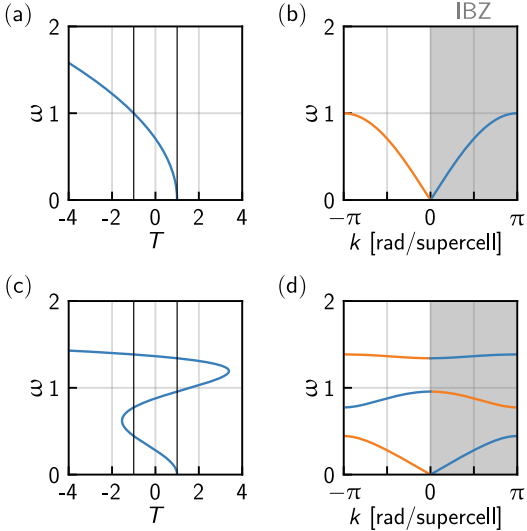 (a)
2
1
0
ω
-4 -2 0 2 4
T
(b)
IBZ
2
1
0
ω
−π 0 π
k [rad/supercell]
(c)
2
1
0
ω
-4 -2 0 2 4
T
(d)
2
1
0
ω
−π 0 π
k [rad/supercell]